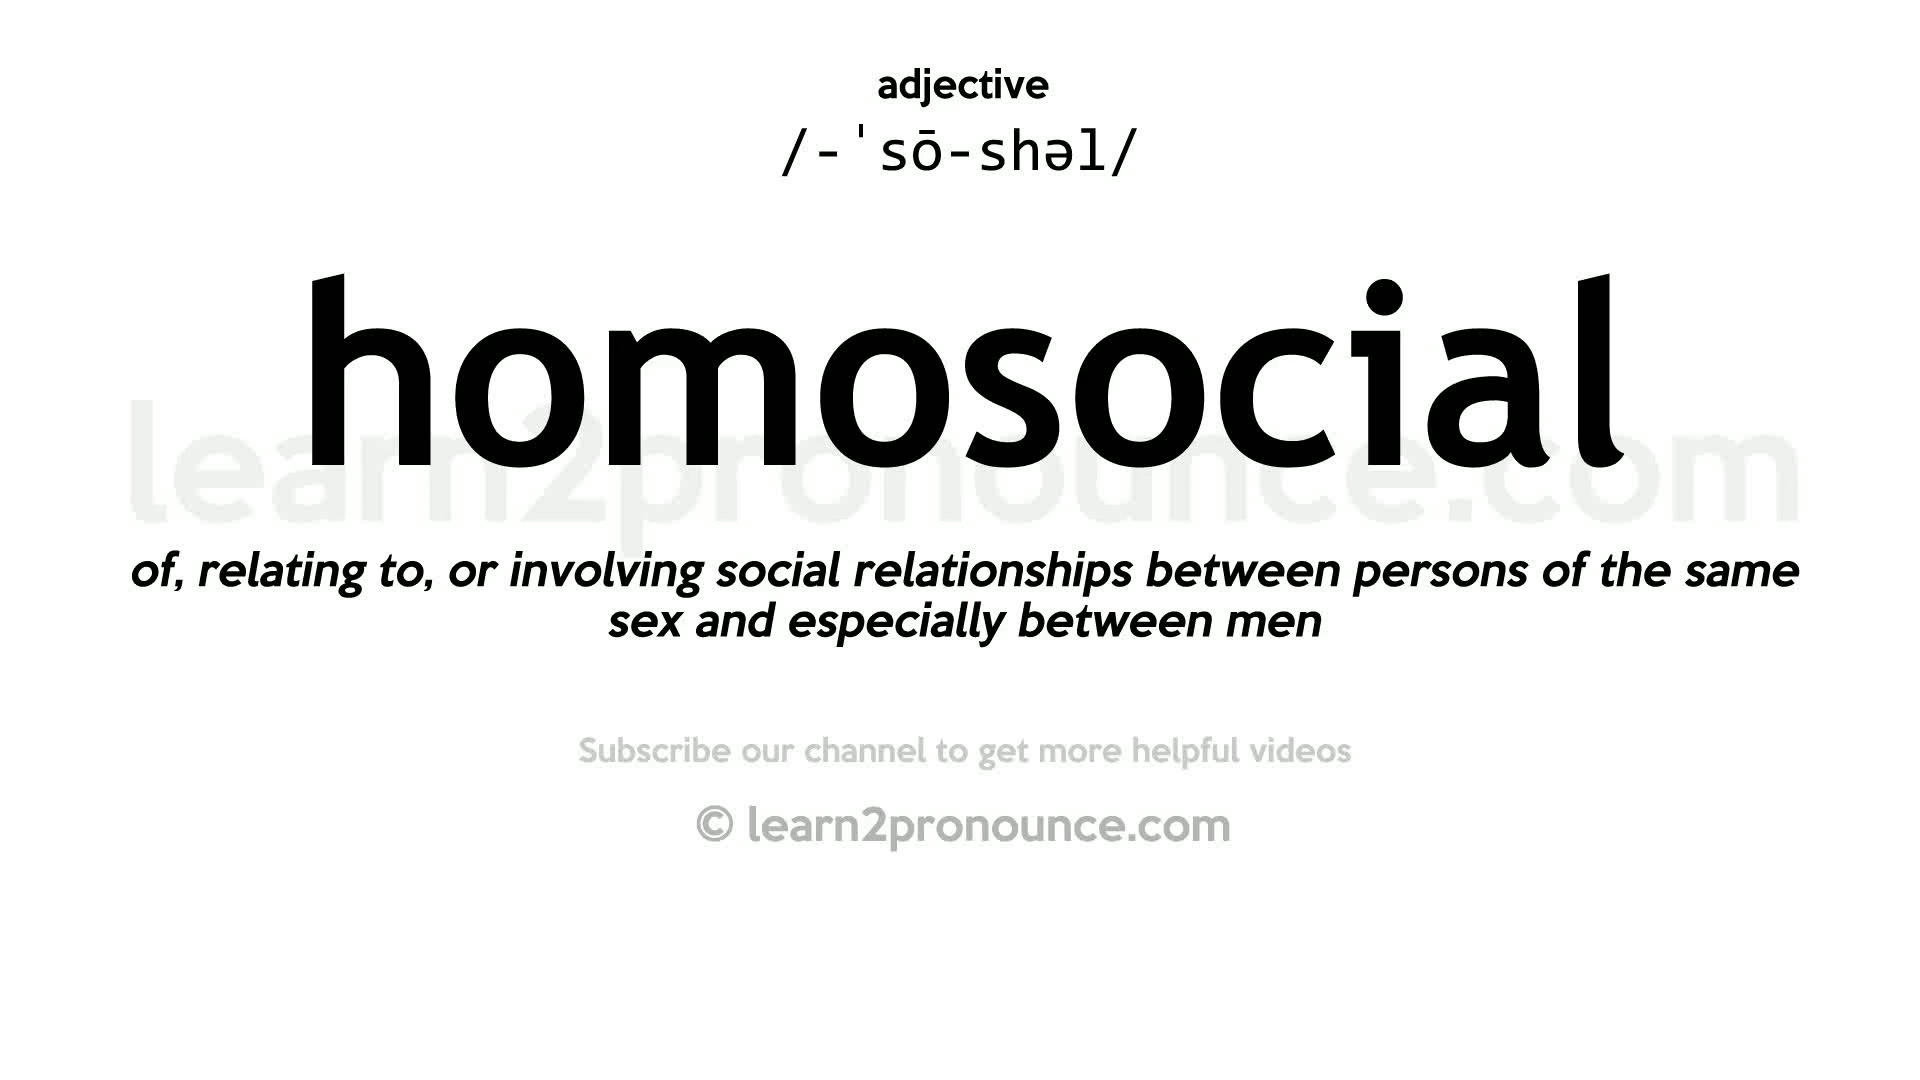 adjective
/-ˈsō-shəl/
homosocial
learn2pronounce.com
of, relating to, or involving social relationships between persons of the same
sex and especially between men
Subscribe our channel to get more helpful videos
© learn2pronounce.com